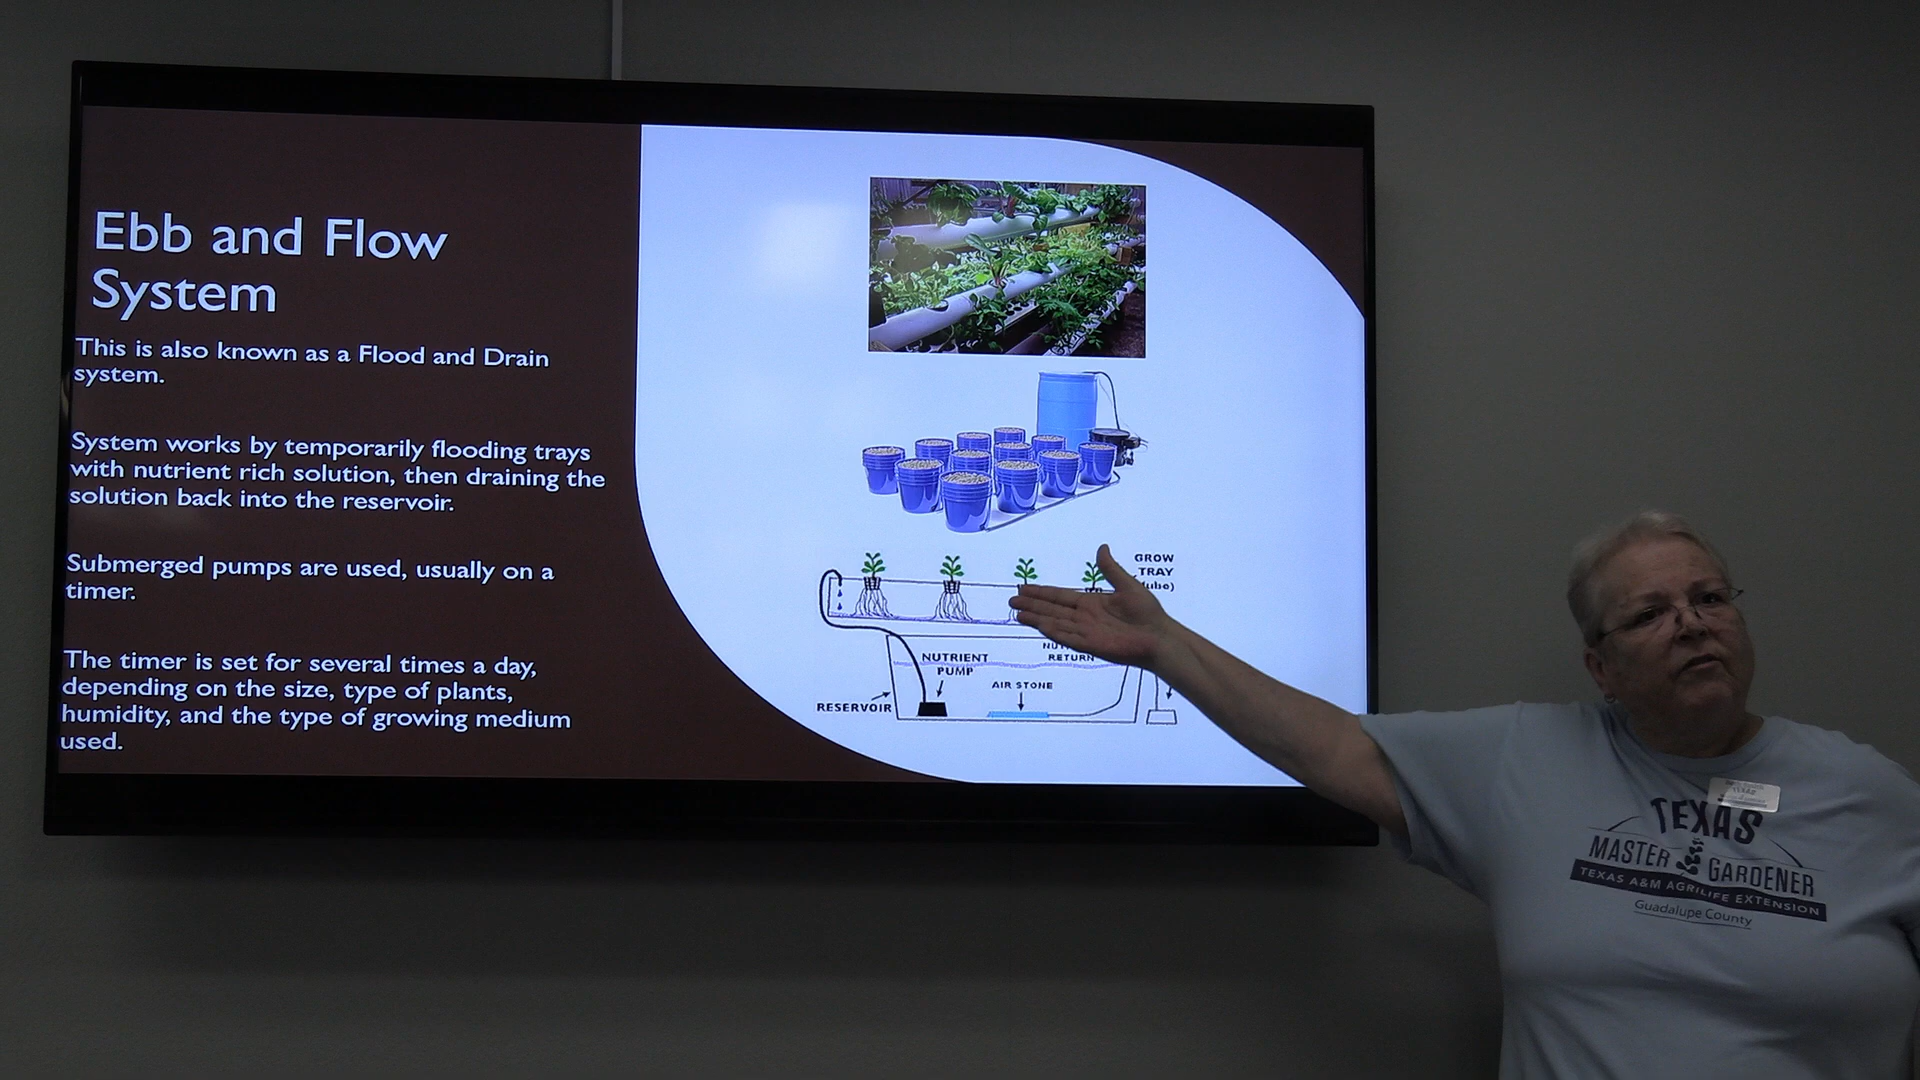 Ebb and Flow
System
This is also known as a Flood and Drain
system.
System works by temporarily flooding trays
with nutrient rich solution, then draining the
solution back into the reservoir.
Submerged pumps are used, usually on a
timer.
The timer is set for several times a day,
depending on the size, type of plants,
humidity, and the type of growing medium
used.
GROW
TRAY
NUTRIENT
PUMP
RETURN
AIR STONE
RESERVOIR
TEXAS
MASTER GARDENER
TEXAS A&M AGRILIFE EXTENSION
Guadalupe County